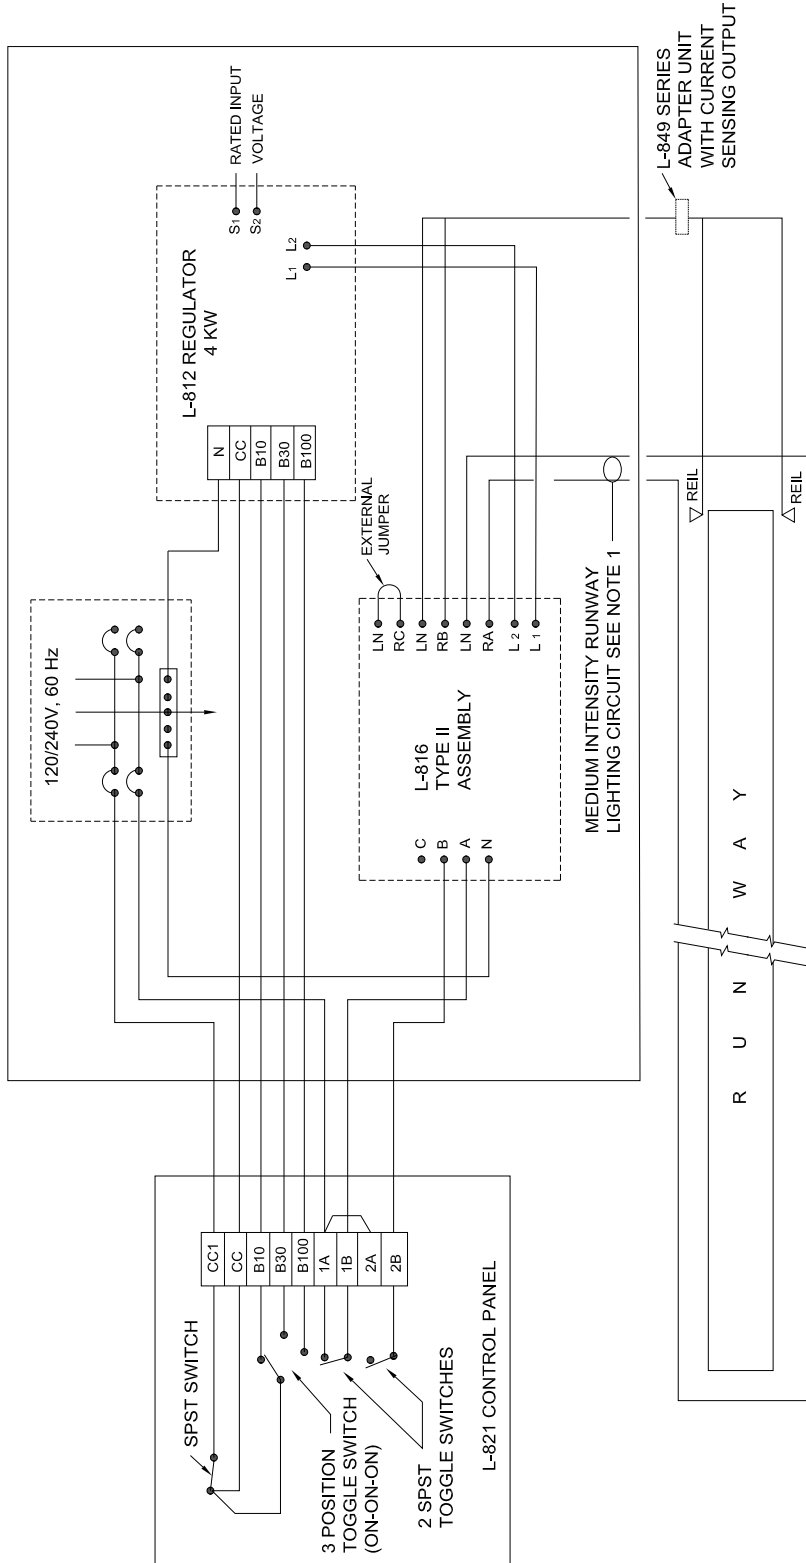 L-849 SERIES
ADAPTER UNIT
WITH CURRENT
SENSING OUTPUT
RATED INPUT
VOLTAGE
S1
S2
L2
L1
L-812 REGULATOR
4 KW
N
CC
B10
B30
B100
120/240V, 60 Hz
EXTERNAL
JUMPER
LN
RC
LN
RB
LN
RA
L 2
L 1
L-816
TYPE II
ASSEMBLY
C
B
A
N
MEDIUM INTENSITY RUNWAY
LIGHTING CIRCUIT SEE NOTE 1
REIL
REIL
RUNWAY
CC1
CC
B10
B30
B100
1A
1B
2A
2B
SPST SWITCH
3 POSITION
TOGGLE SWITCH
(ON-ON-ON)
2 SPST
TOGGLE SWITCHES
L-821 CONTROL PANEL